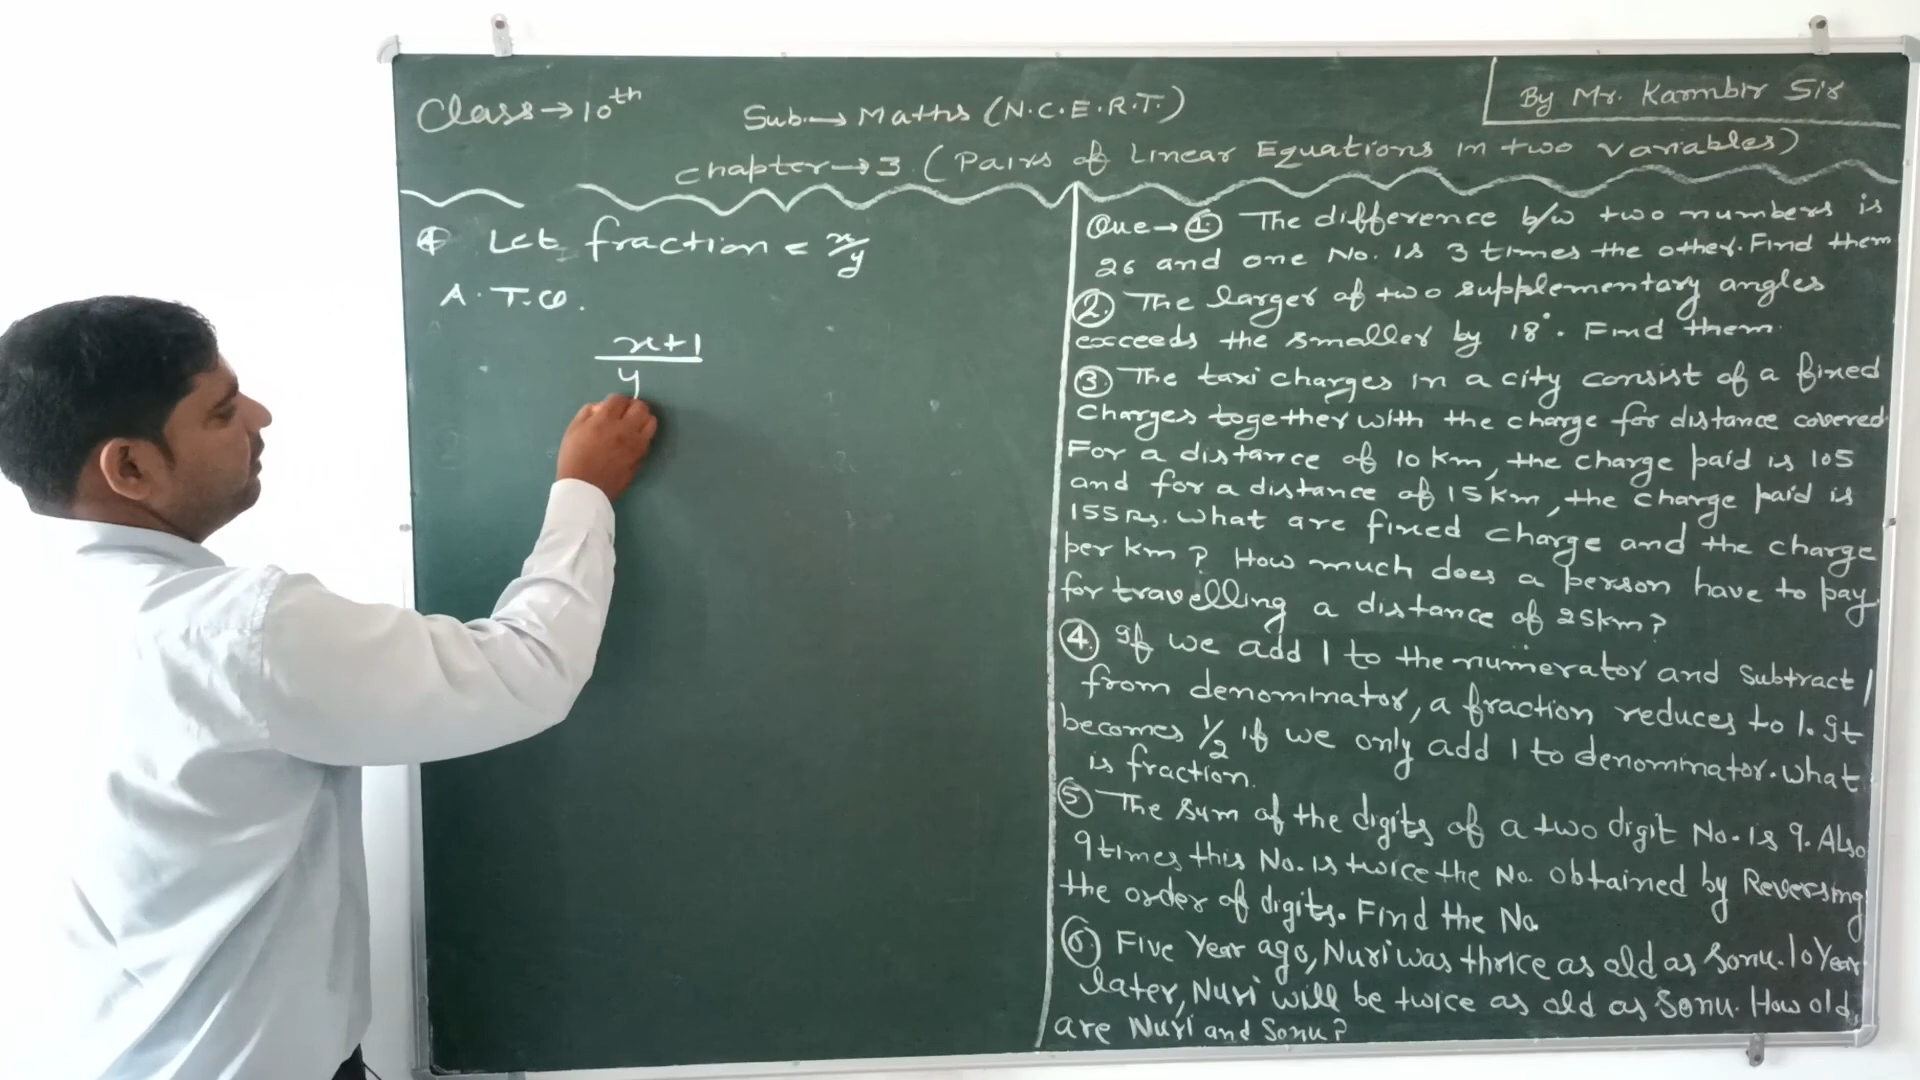 Class→10th
Sub.→ Maths (N.C.E.R.T.)
By Mr. Karmbir Sir
Chapter→3 (Pairs of Linear Equations in two variables)
④ Let fraction = x/y
A.T.Q.
x+1
y
Que→① The difference b/w two numbers is
26 and one No. is 3 times the other. Find them
②. The larger of two supplementary angles
exceeds the smaller by 18°. Find them.
③. The taxi charges in a city consist of a fixed
charges together with the charge for distance covered.
For a distance of 10 km, the charge paid is 105
and for a distance of 15 km, the charge paid is
155 Rs. What are fixed charge and the charge
per km? How much does a person have to pay
for travelling a distance of 25 km?
④. If we add 1 to the numerator and subtract 1
from denominator, a fraction reduces to 1. It
becomes 1/2 if we only add 1 to denominator. What
is fraction.
⑤ The sum of the digits of a two digit No. is 9. Also
9 times this No. is twice the No. obtained by Reversing
the order of digits. Find the No.
⑥ Five Year ago, Nuri was thrice as old as Sonu. 10 Year
later, Nuri will be twice as old as Sonu. How old
are Nuri and Sonu?